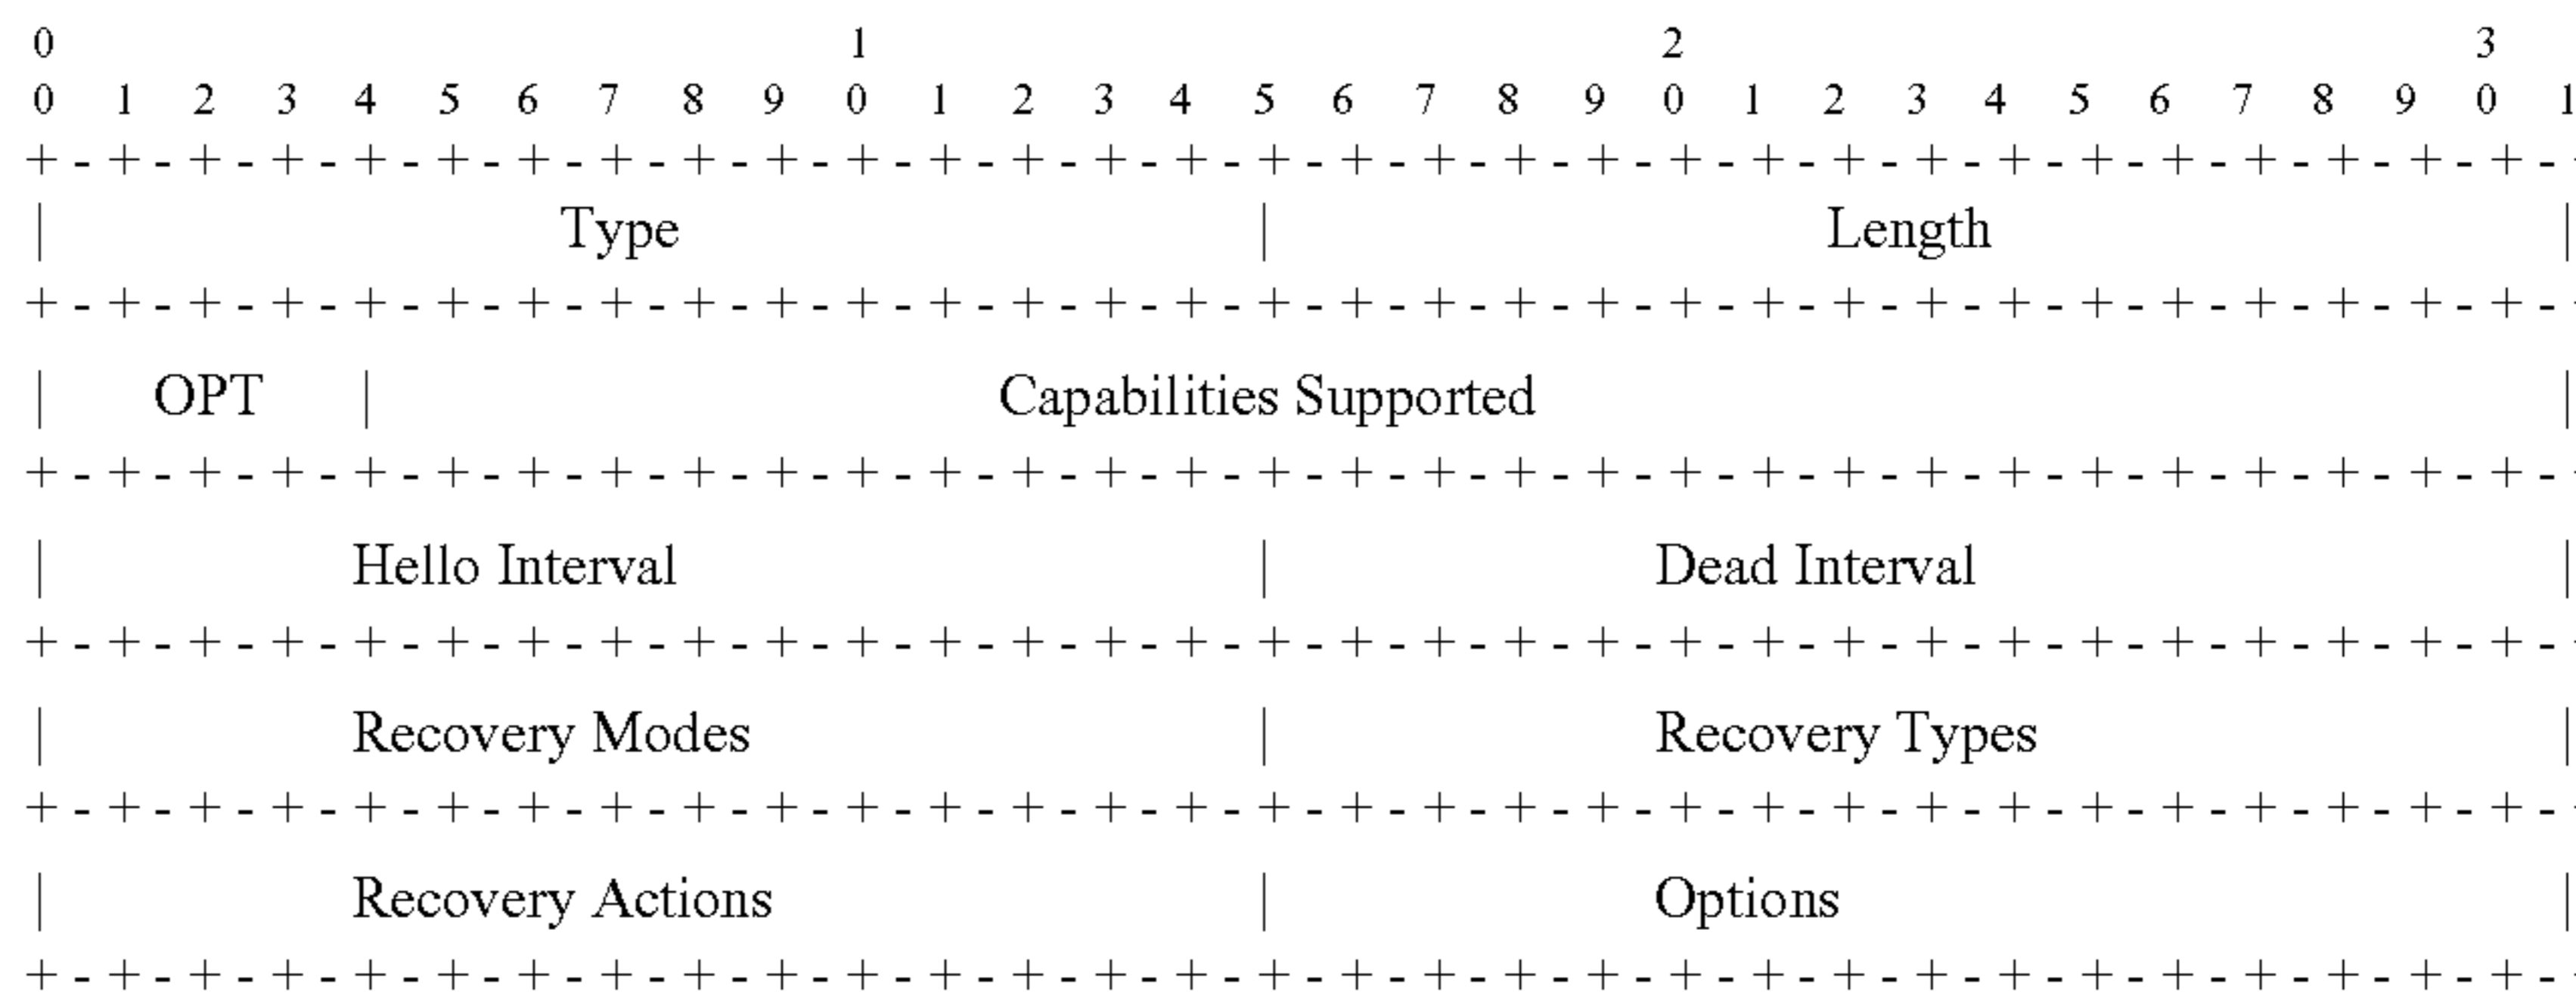 0 1 2 3
0 1 2 3 4 5 6 7 8 9 0 1 2 3 4 5 6 7 8 9 0 1 2 3 4 5 6 7 8 9 0 1
+ - + - + - + - + - + - + - + - + - + - + - + - + - + - + - + - + - + - + - + - + - + - + - + - + - + - + - + - + - + - + -
| Type | Length |
+ - + - + - + - + - + - + - + - + - + - + - + - + - + - + - + - + - + - + - + - + - + - + - + - + - + - + - + - + - + - + -
| OPT | Capabilities Supported |
+ - + - + - + - + - + - + - + - + - + - + - + - + - + - + - + - + - + - + - + - + - + - + - + - + - + - + - + - + - + - + -
| Hello Interval | Dead Interval |
+ - + - + - + - + - + - + - + - + - + - + - + - + - + - + - + - + - + - + - + - + - + - + - + - + - + - + - + - + - + - + -
| Recovery Modes | Recovery Types |
+ - + - + - + - + - + - + - + - + - + - + - + - + - + - + - + - + - + - + - + - + - + - + - + - + - + - + - + - + - + - + -
| Recovery Actions | Options |
+ - + - + - + - + - + - + - + - + - + - + - + - + - + - + - + - + - + - + - + - + - + - + - + - + - + - + - + - + - + - + -